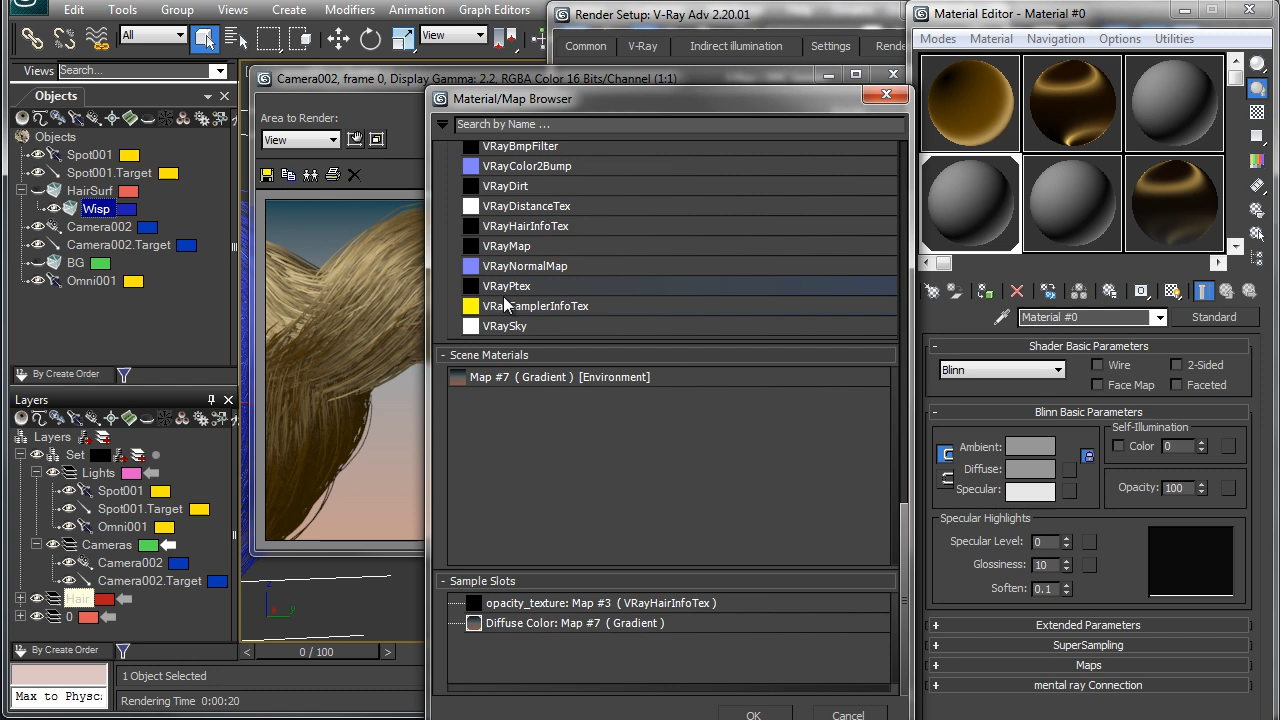 Edit Tools Group Views Create Modifiers Animation Graph Editors
All
View
Views Search...
Objects
Objects
Spot001
Spot001.Target
HairSurf
Wisp
Camera002
Camera002.Target
BG
Omni001
By Create Order
Layers
Layers
Set
Lights
Spot001
Spot001.Target
Omni001
Cameras
Camera002
Camera002.Target
Hair
0
By Create Order
0 / 100
1 Object Selected
Max to Physc
Rendering Time 0:00:20
Camera002, frame 0, Display Gamma: 2.2, RGBA Color 16 Bits/Channel (1:1)
Area to Render:
View
Render Setup: V-Ray Adv 2.20.01
Common V-Ray Indirect illumination Settings
Material/Map Browser
Search by Name ...
VRayBmpFilter
VRayColor2Bump
VRayDirt
VRayDistanceTex
VRayHairInfoTex
VRayMap
VRayNormalMap
VRayPtex
VRaySamplerInfoTex
VRaySky
- Scene Materials
Map #7 ( Gradient ) [Environment]
- Sample Slots
opacity_texture: Map #3 ( VRayHairInfoTex )
Diffuse Color: Map #7 ( Gradient )
OK Cancel
Material Editor - Material #0
Modes Material Navigation Options Utilities
Material #0 Standard
- Shader Basic Parameters
Blinn Wire 2-Sided
Face Map Faceted
- Blinn Basic Parameters
Self-Illumination
Ambient: Color 0
Diffuse:
Specular: Opacity: 100
Specular Highlights
Specular Level: 0
Glossiness: 10
Soften: 0.1
+ Extended Parameters
+ SuperSampling
+ Maps
+ mental ray Connection